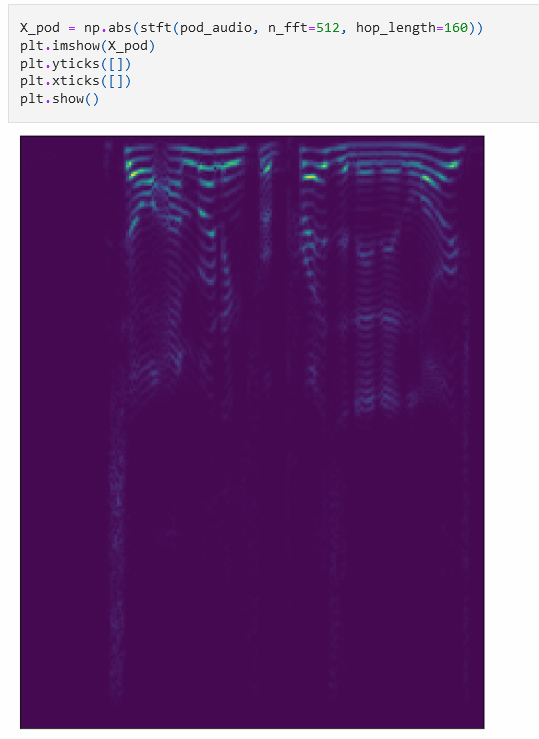 X_pod = np.abs(stft(pod_audio, n_fft=512, hop_length=160))
plt.imshow(X_pod)
plt.yticks([])
plt.xticks([])
plt.show()